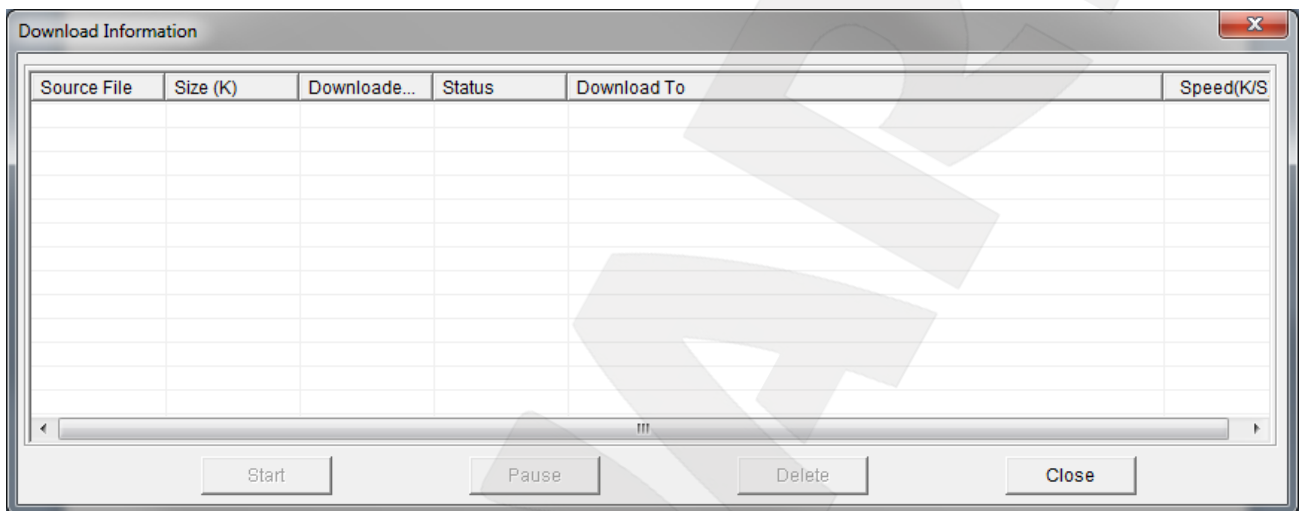 Download Information
Source File Size (K) Downloade... Status Download To Speed(K/S
Start Pause Delete Close